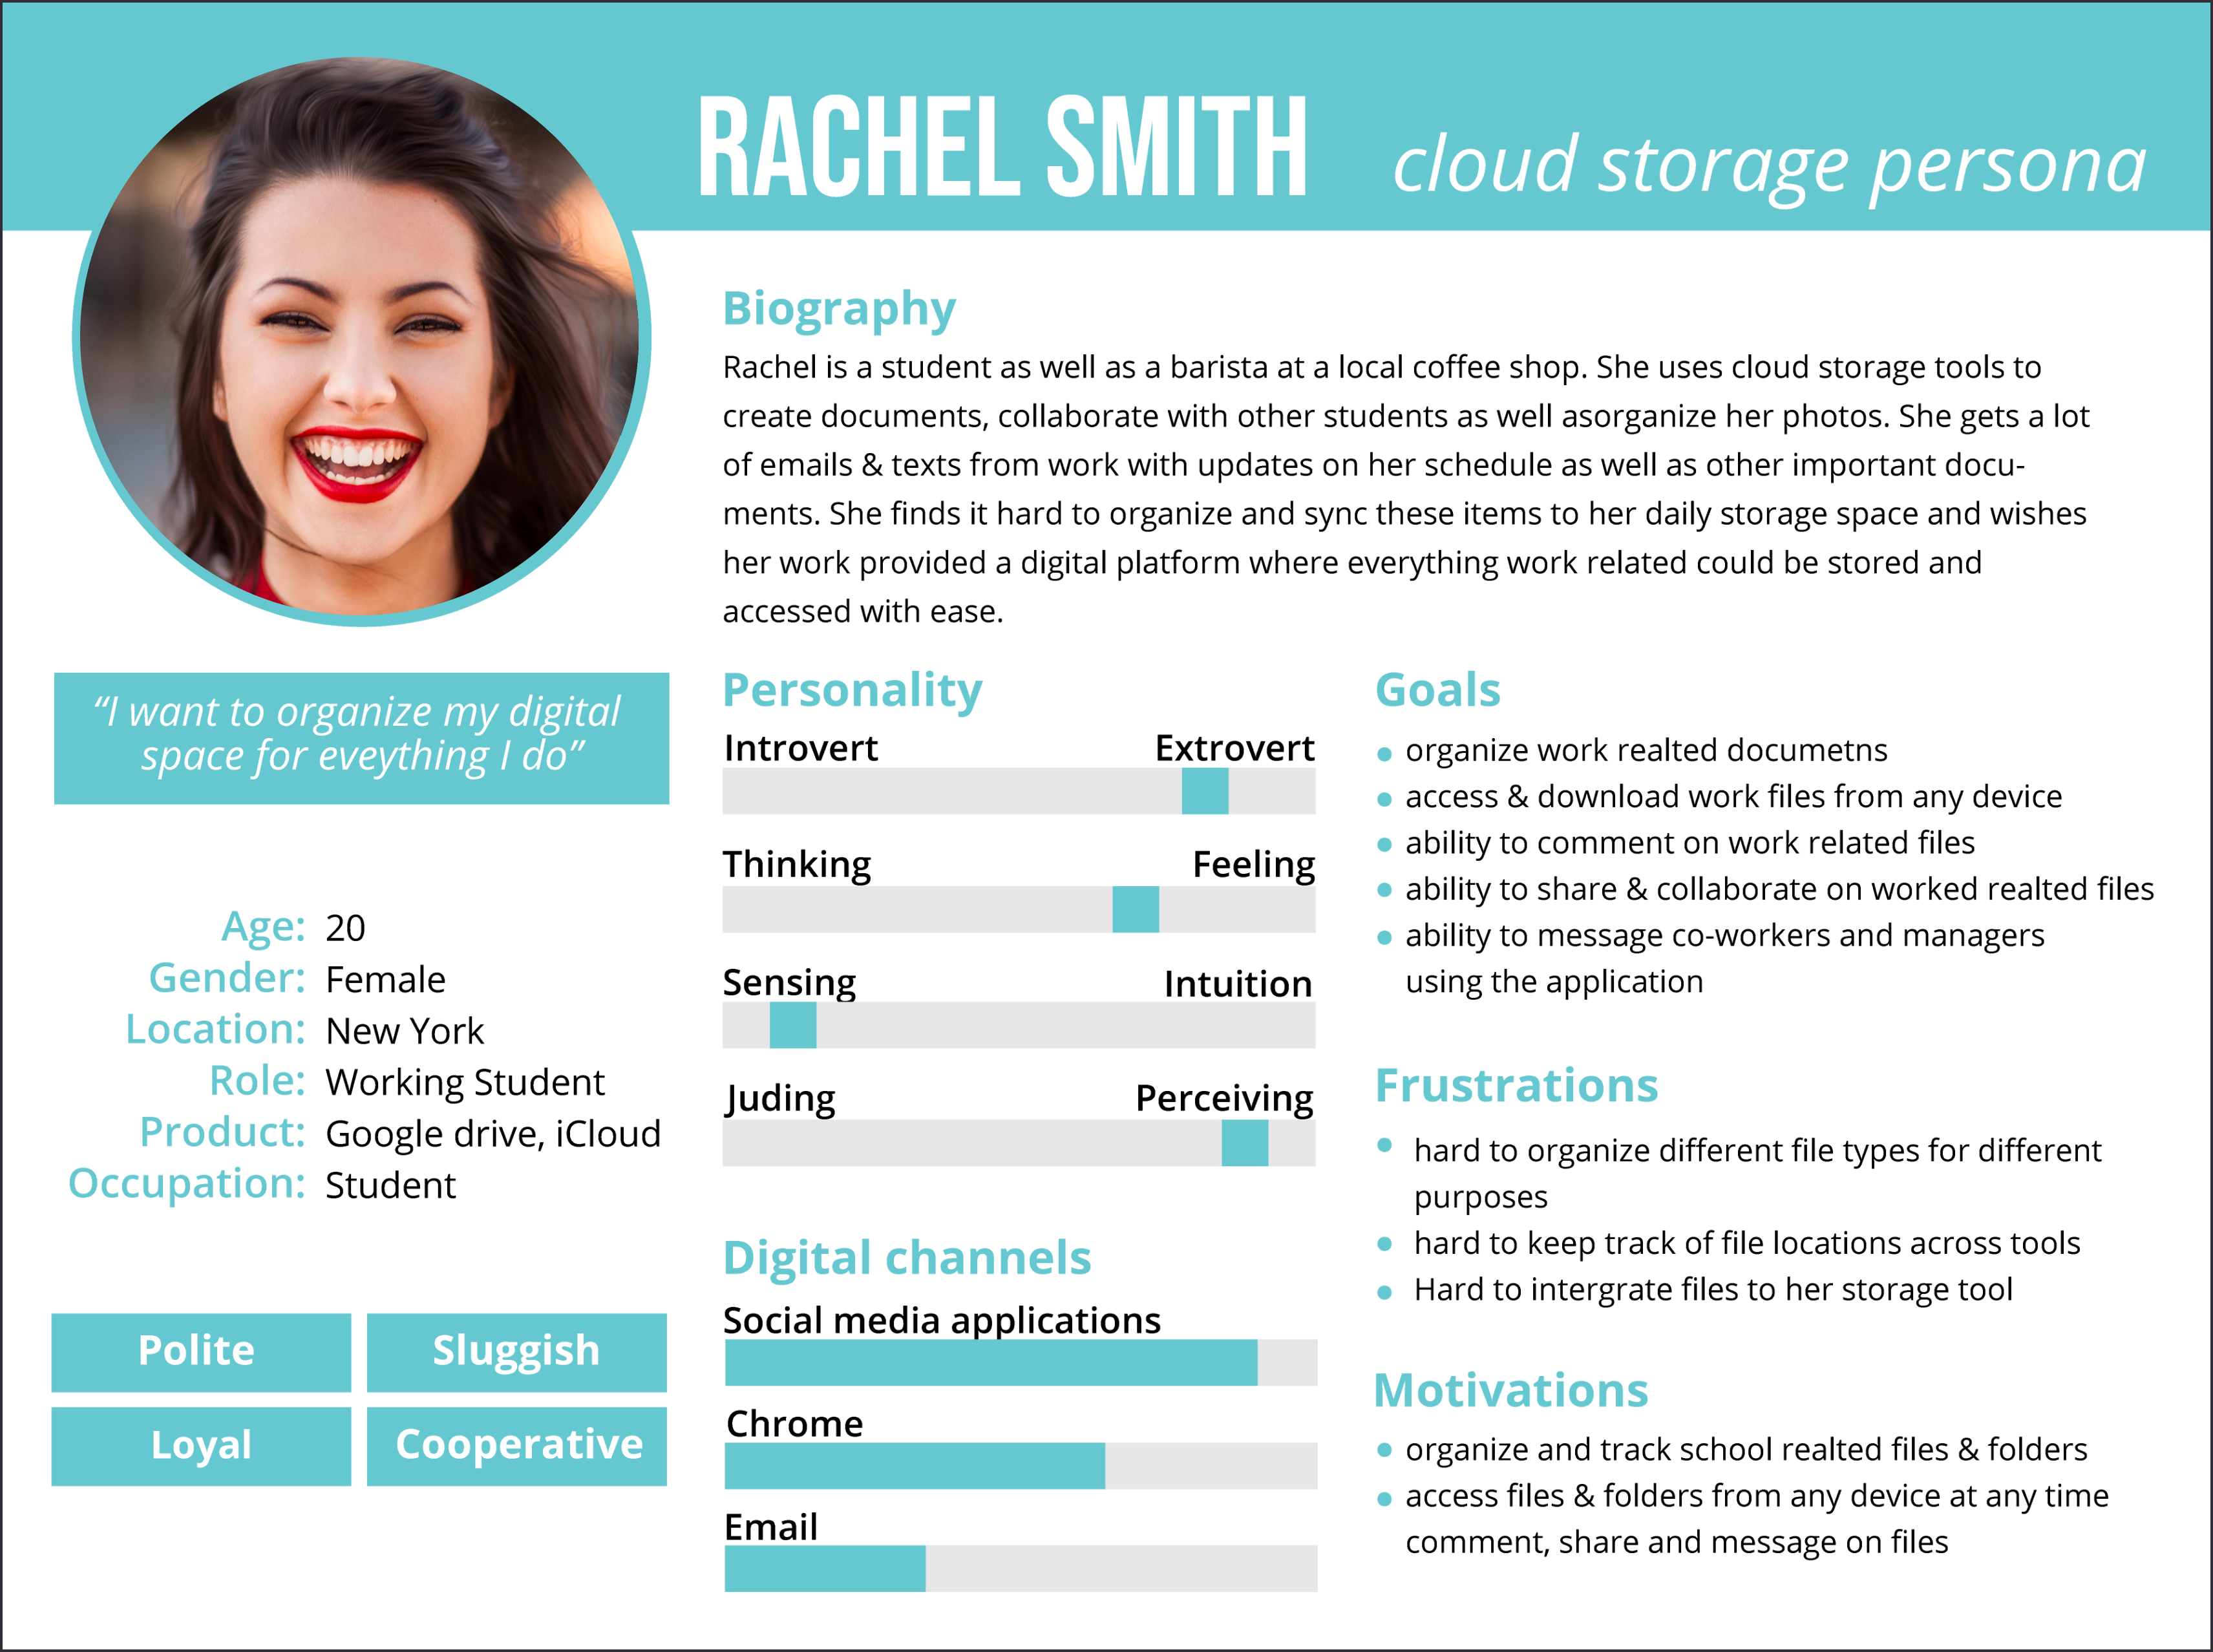 RACHEL SMITH cloud storage persona
Biography
Rachel is a student as well as a barista at a local coffee shop. She uses cloud storage tools to
create documents, collaborate with other students as well asorganize her photos. She gets a lot
of emails & texts from work with updates on her schedule as well as other important docu-
ments. She finds it hard to organize and sync these items to her daily storage space and wishes
her work provided a digital platform where everything work related could be stored and
accessed with ease.
“I want to organize my digital
space for eveything I do”
Age: 20
Gender: Female
Location: New York
Role: Working Student
Product: Google drive, iCloud
Occupation: Student
Polite Sluggish
Loyal Cooperative
Personality
Introvert Extrovert
Thinking Feeling
Sensing Intuition
Juding Perceiving
Digital channels
Social media applications
Chrome
Email
Goals
organize work realted documetns
access & download work files from any device
ability to comment on work related files
ability to share & collaborate on worked realted files
ability to message co-workers and managers
using the application
Frustrations
hard to organize different file types for different
purposes
hard to keep track of file locations across tools
Hard to intergrate files to her storage tool
Motivations
organize and track school realted files & folders
access files & folders from any device at any time
comment, share and message on files